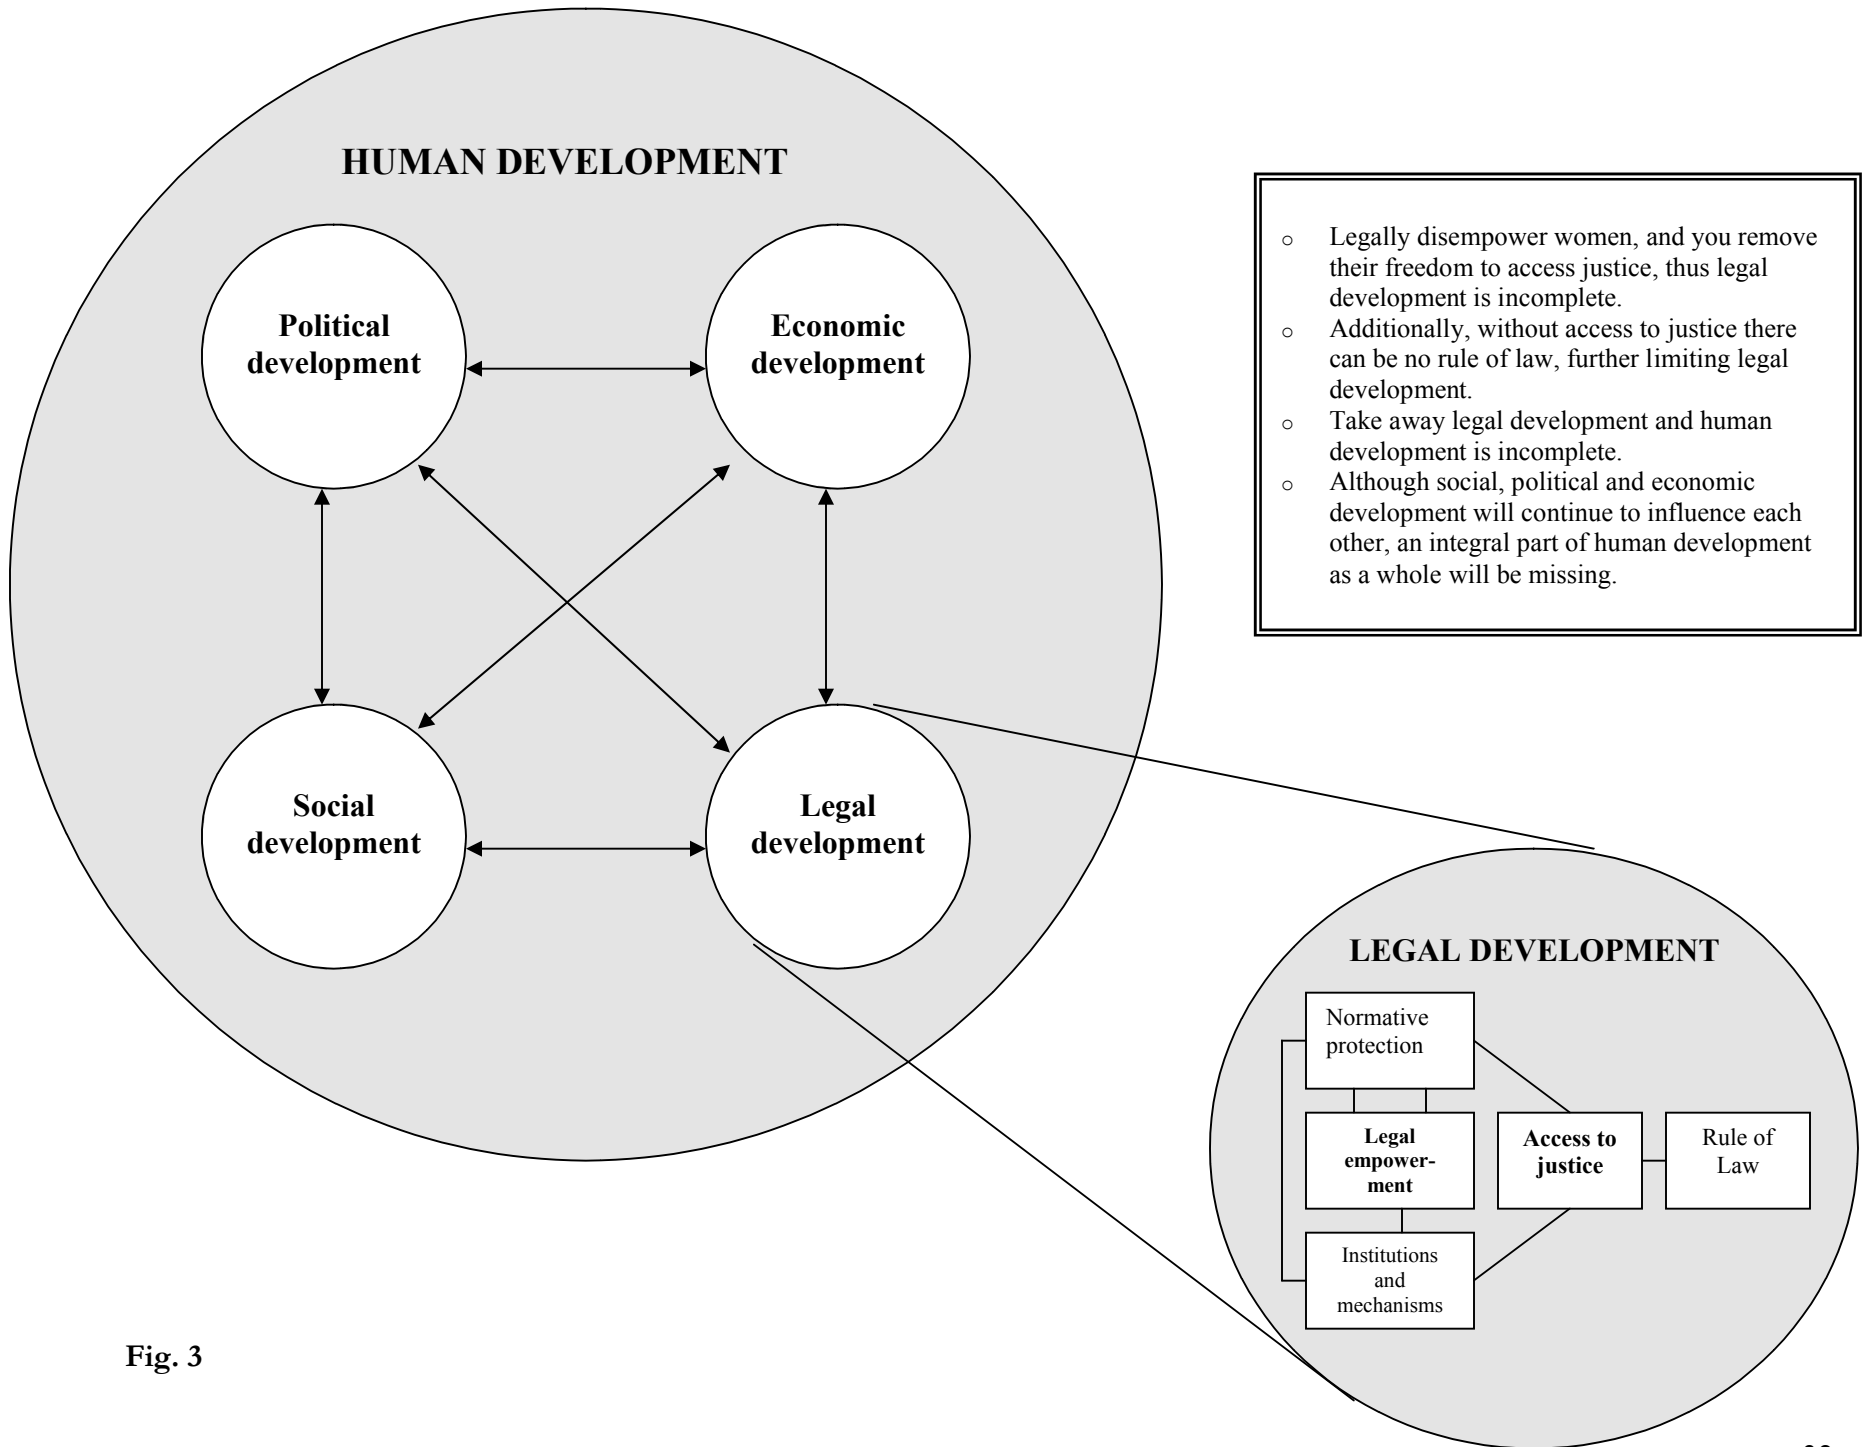 HUMAN DEVELOPMENT
Political
development
Economic
development
Social
development
Legal
development
○ Legally disempower women, and you remove
their freedom to access justice, thus legal
development is incomplete.
○ Additionally, without access to justice there
can be no rule of law, further limiting legal
development.
○ Take away legal development and human
development is incomplete.
○ Although social, political and economic
development will continue to influence each
other, an integral part of human development
as a whole will be missing.
LEGAL DEVELOPMENT
Normative
protection
Legal
empower-
ment
Access to
justice
Rule of
Law
Institutions
and
mechanisms
Fig. 3